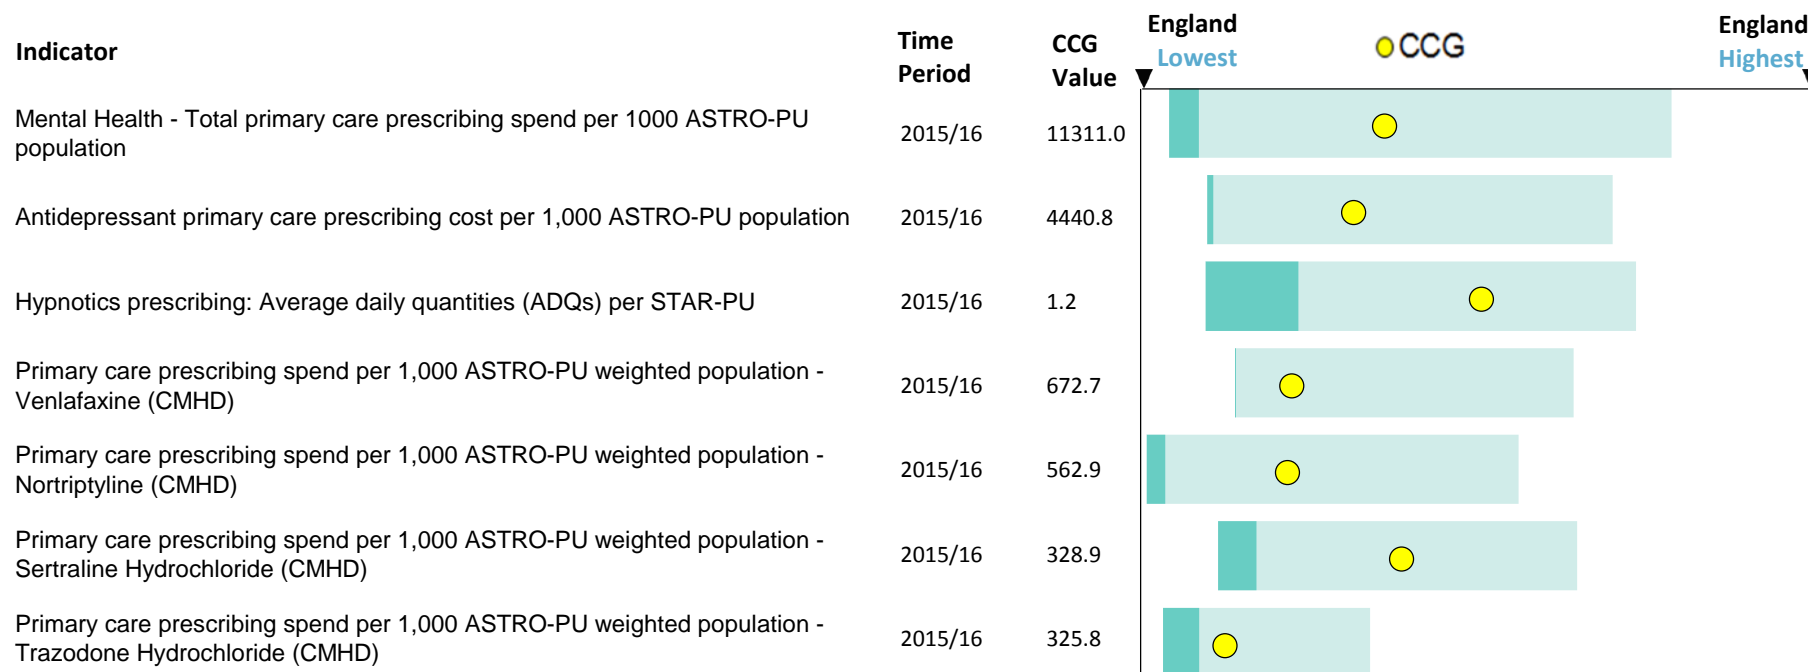 Indicator
Time Period
CCG Value
England Lowest
CCG
England Highest
Mental Health - Total primary care prescribing spend per 1000 ASTRO-PU
population
2015/16
11311.0
Antidepressant primary care prescribing cost per 1,000 ASTRO-PU population
2015/16
4440.8
Hypnotics prescribing: Average daily quantities (ADQs) per STAR-PU
2015/16
1.2
Primary care prescribing spend per 1,000 ASTRO-PU weighted population -
Venlafaxine (CMHD)
2015/16
672.7
Primary care prescribing spend per 1,000 ASTRO-PU weighted population -
Nortriptyline (CMHD)
2015/16
562.9
Primary care prescribing spend per 1,000 ASTRO-PU weighted population -
Sertraline Hydrochloride (CMHD)
2015/16
328.9
Primary care prescribing spend per 1,000 ASTRO-PU weighted population -
Trazodone Hydrochloride (CMHD)
2015/16
325.8